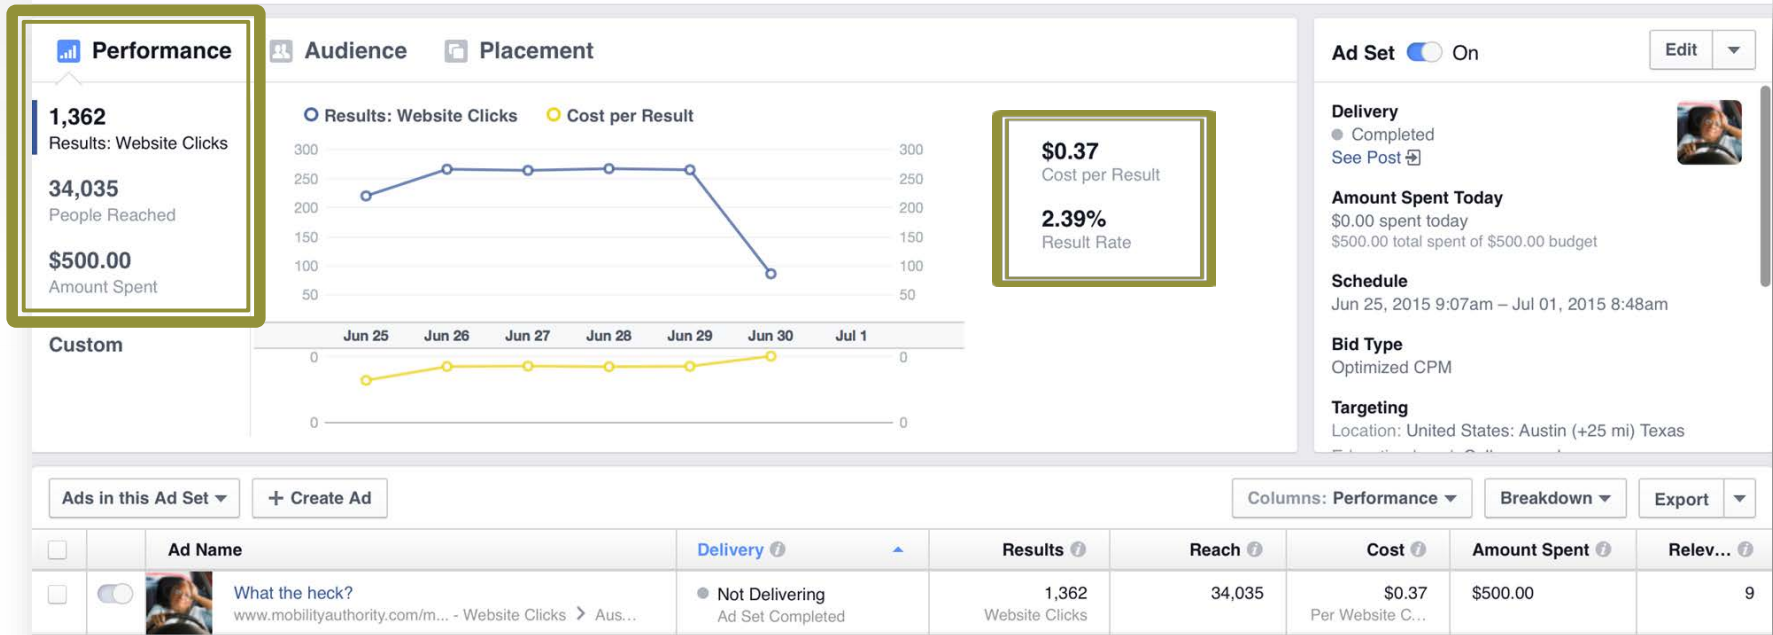 Performance
Audience
Placement
1,362
Results: Website Clicks
34,035
People Reached
$500.00
Amount Spent
Custom
Results: Website Clicks
Cost per Result
300 300
250 250
200 200
150 150
100 100
50 50
Jun 25 Jun 26 Jun 27 Jun 28 Jun 29 Jun 30 Jul 1
0 0
0 0
$0.37
Cost per Result
2.39%
Result Rate
Ad Set On
Edit
Delivery
Completed
See Post
Amount Spent Today
$0.00 spent today
$500.00 total spent of $500.00 budget
Schedule
Jun 25, 2015 9:07am – Jul 01, 2015 8:48am
Bid Type
Optimized CPM
Targeting
Location: United States: Austin (+25 mi) Texas
Ads in this Ad Set
+ Create Ad
Columns: Performance
Breakdown
Export
Ad Name Delivery Results Reach Cost Amount Spent Relev...
What the heck? Not Delivering 1,362 34,035 $0.37 $500.00 9
www.mobilityauthority.com/m... - Website Clicks > Aus... Ad Set Completed Website Clicks Per Website C...